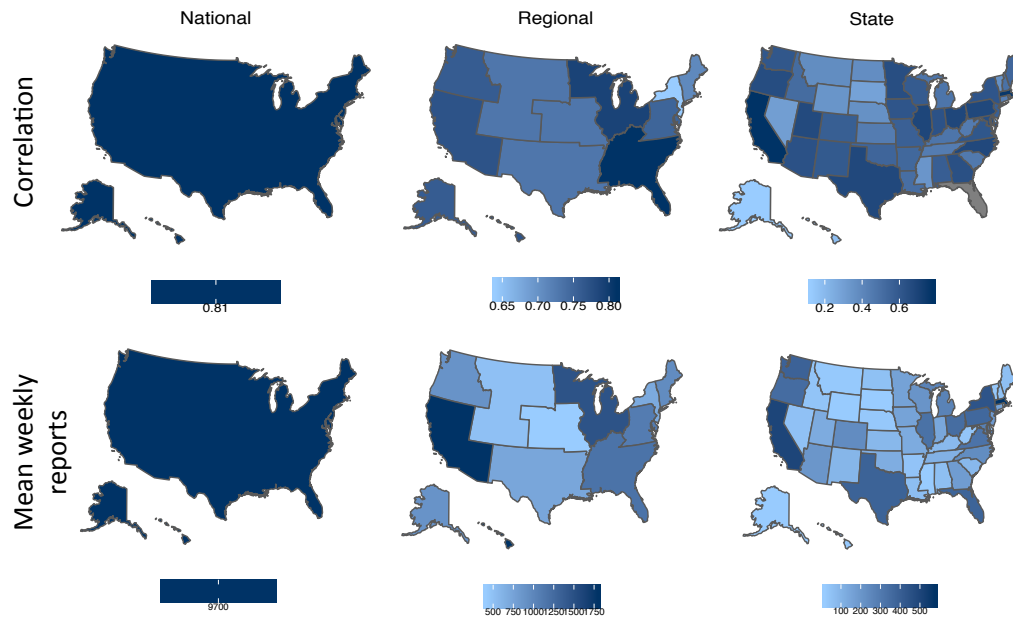 National Regional State
Correlation
0.81
0.65 0.70 0.75 0.80
0.2 0.4 0.6
Mean weekly
reports
9700
500 750 1000 1250 1500 1750
100 200 300 400 500